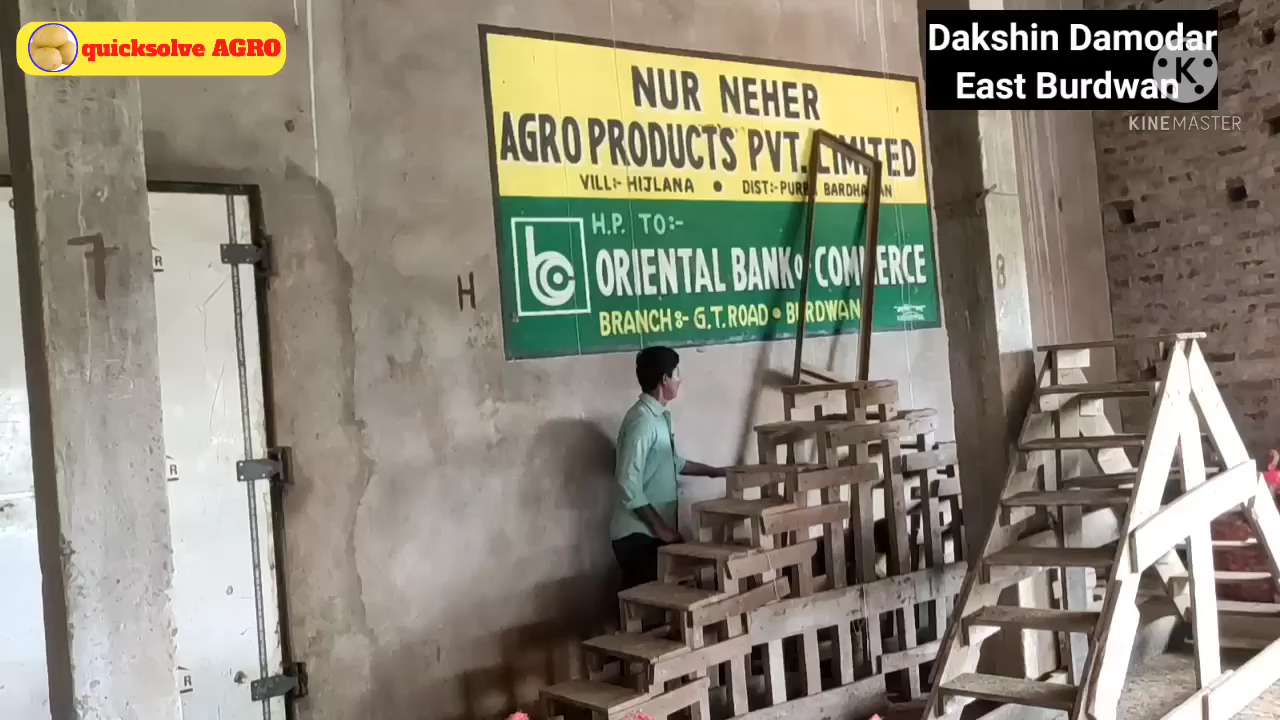 quicksolve AGRO
Dakshin Damodar
East Burdwan
K
KINEMASTER
NUR NEHER
AGRO PRODUCTS PVT. LIMITED
VILL:- HIJLANA • DIST:- PURBA BARDHAMAN
H.P. TO:-
ORIENTAL BANK OF COMMERCE
BRANCH:- G.T. ROAD • BURDWAN
7
H
8
R
R
R